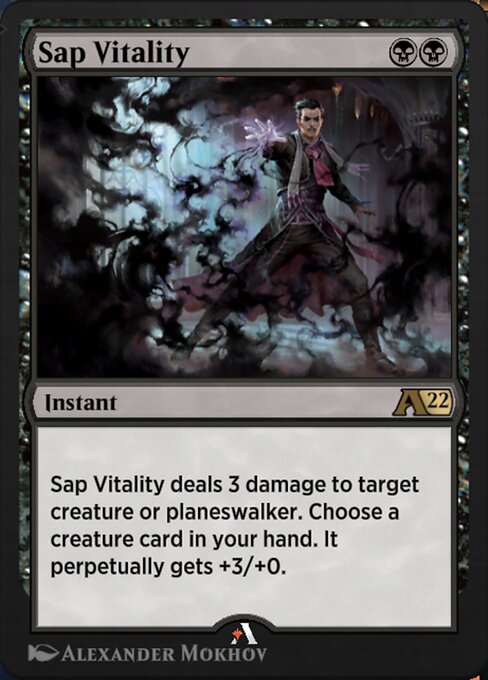 Sap Vitality
Instant
A22
Sap Vitality deals 3 damage to target
creature or planeswalker. Choose a
creature card in your hand. It
perpetually gets +3/+0.
Alexander Mokhov